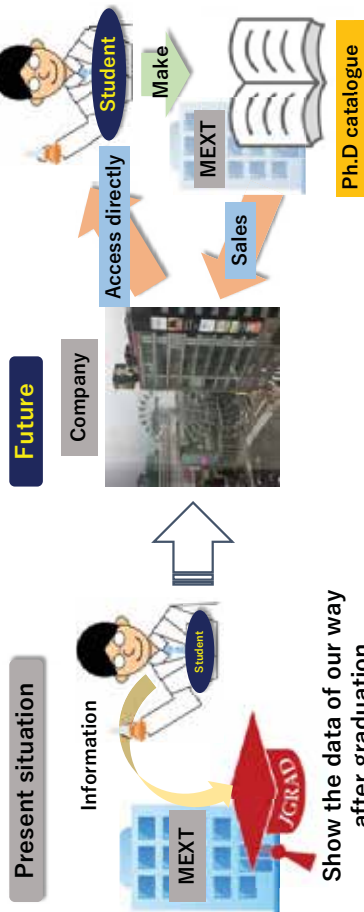 Present situation
Information
Student
MEXT
JGRAD
Show the data of our way
after graduation
Future
Company
Access directly
Sales
Student
Make
MEXT
Ph.D catalogue